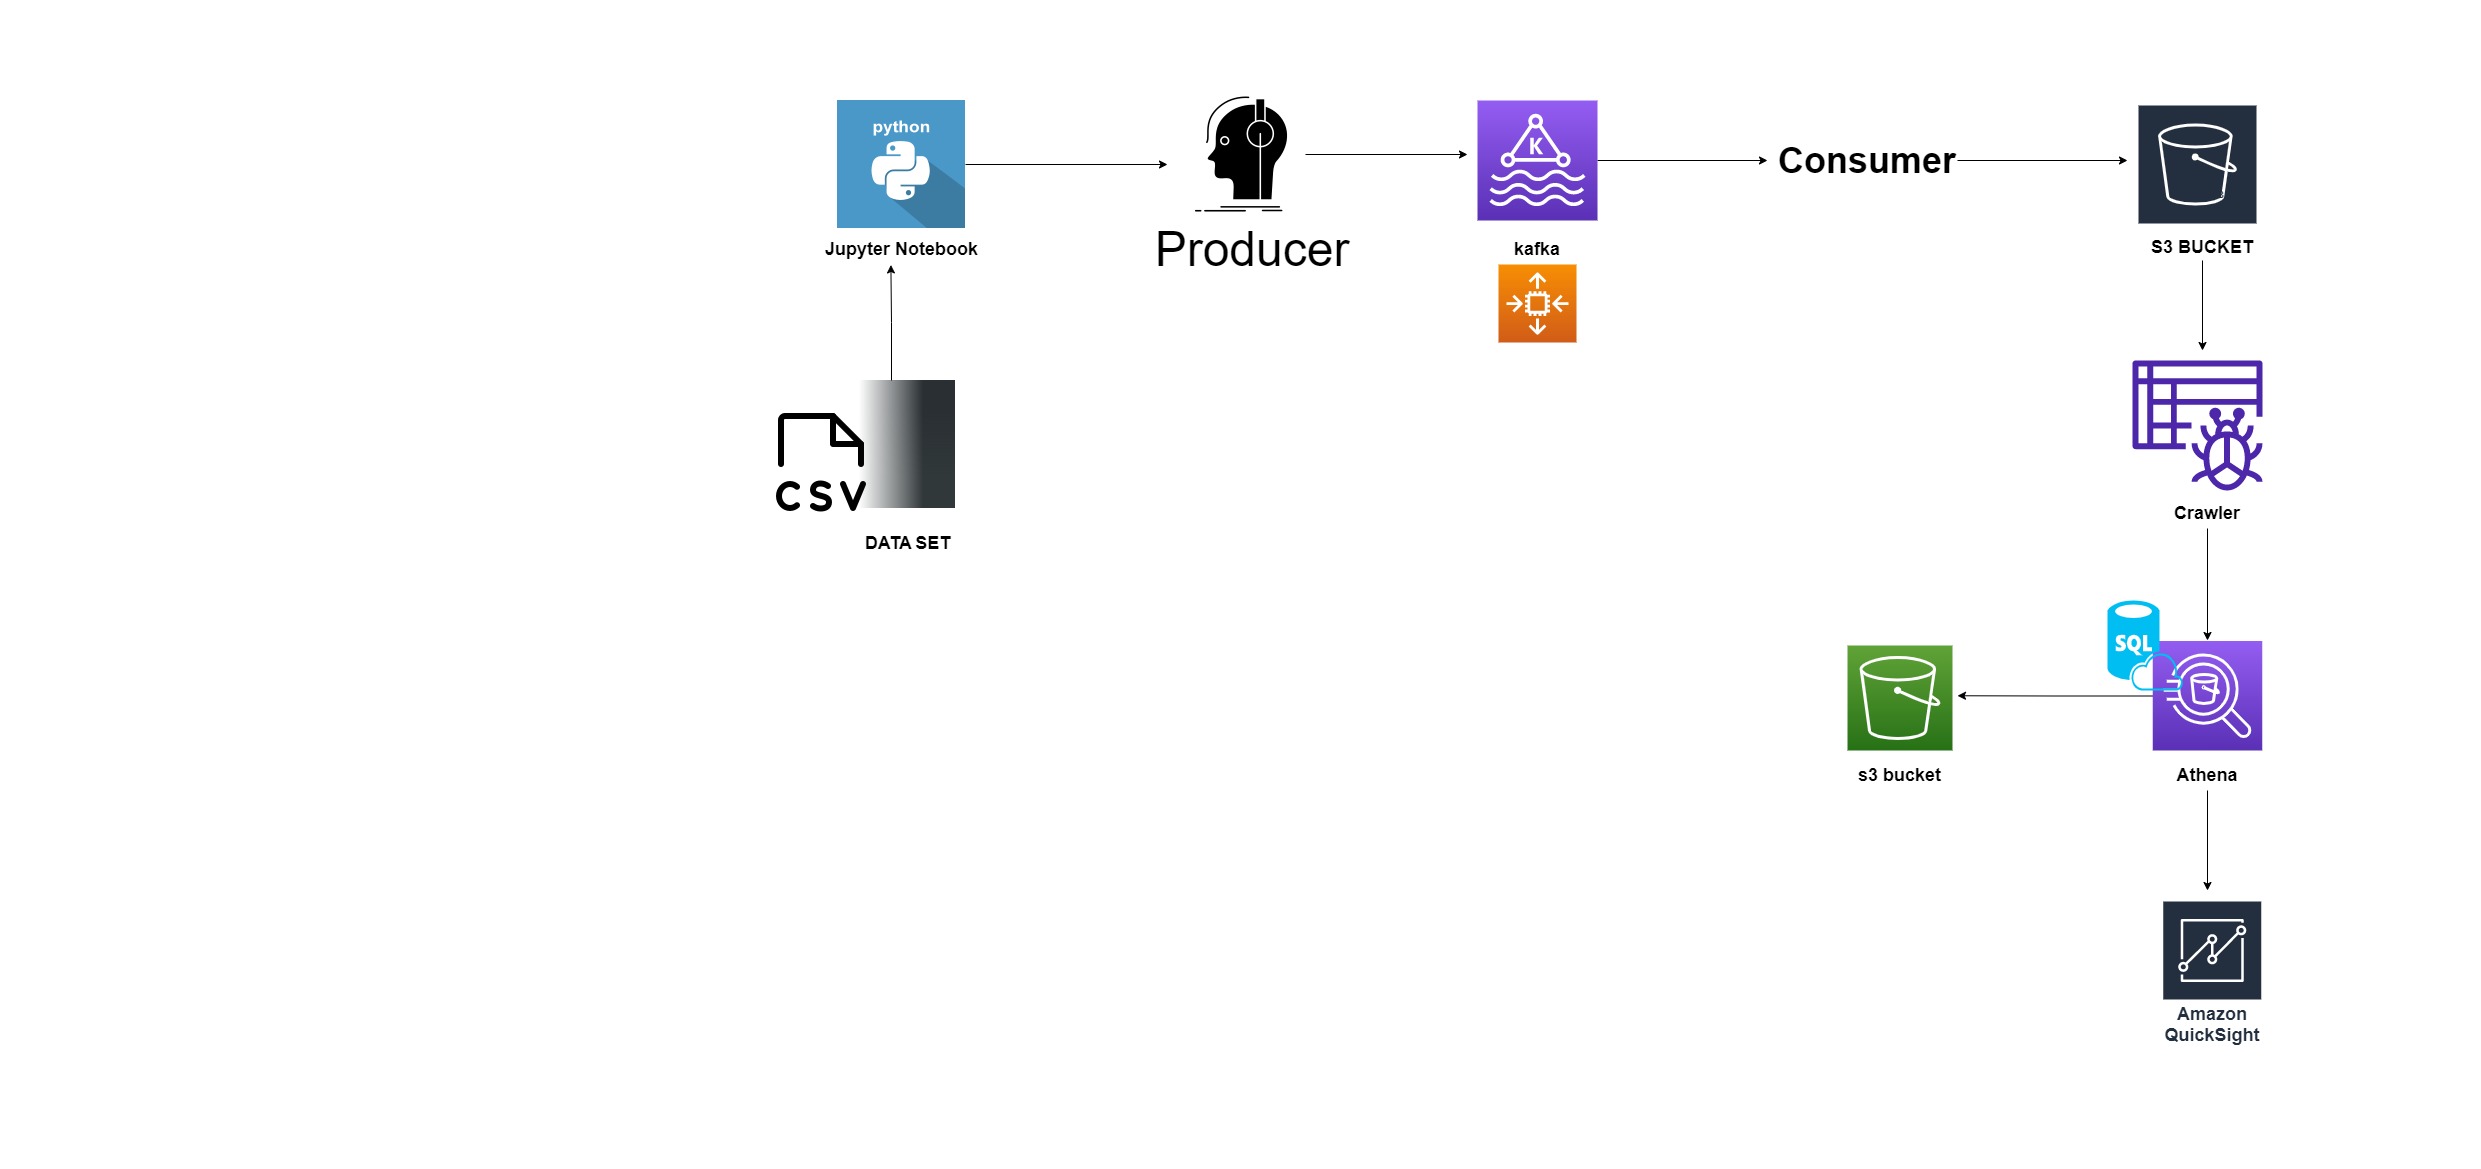 python
Jupyter Notebook
Producer
K
kafka
Consumer
S3 BUCKET
CSV
DATA SET
Crawler
SQL
s3 bucket
Athena
Amazon
QuickSight